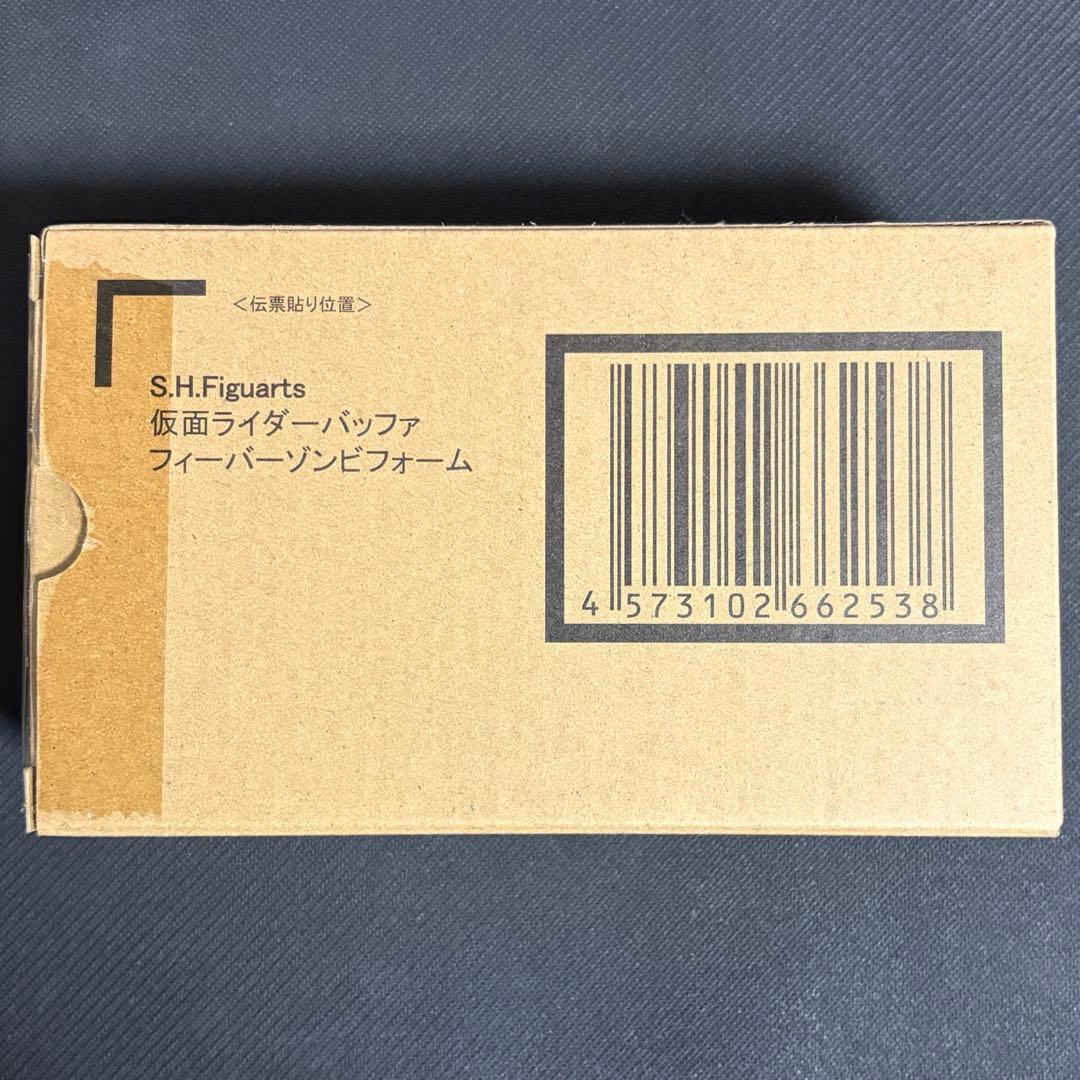 <伝票貼り位置>
S.H.Figuarts
仮面ライダーバッファ
フィーバーゾンビフォーム
4 573102 662538